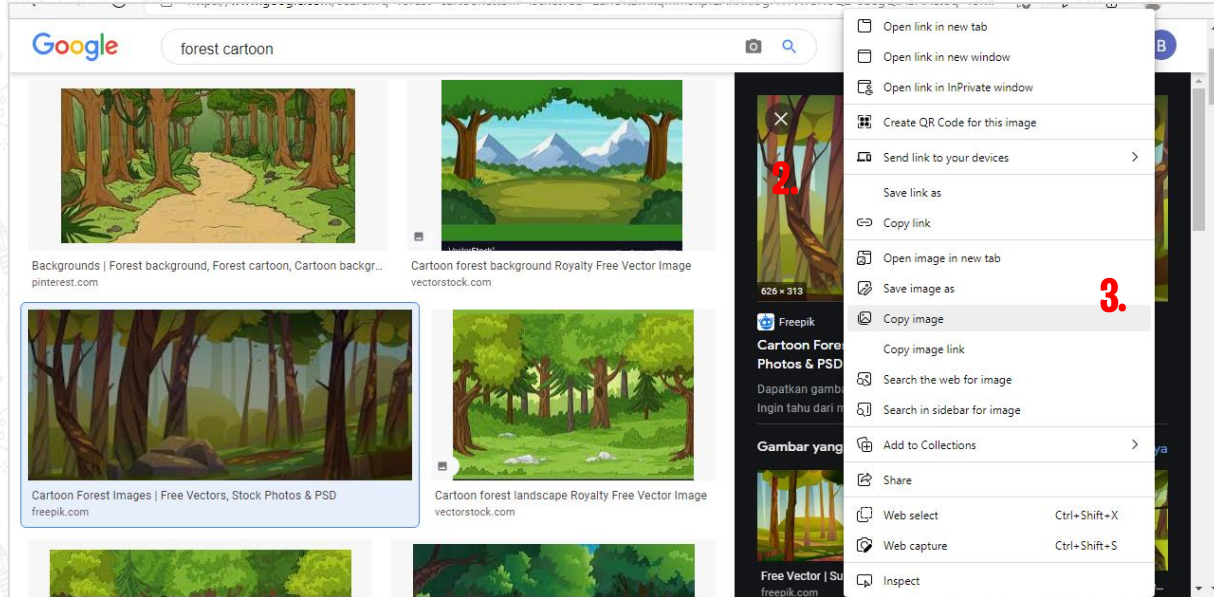 Google
forest cartoon
B
Backgrounds | Forest background, Forest cartoon, Cartoon backgr...
pinterest.com
VectorStock
Cartoon forest background Royalty Free Vector Image
vectorstock.com
Cartoon Forest Images | Free Vectors, Stock Photos & PSD
freepik.com
Cartoon forest landscape Royalty Free Vector Image
vectorstock.com
2.
626 × 313
Freepik
Cartoon Fore
Photos & PSD
Dapatkan gamba
Ingin tahu dari
Gambar yang
ya
Free Vector | Su
freepik.com
Open link in new tab
Open link in new window
Open link in InPrivate window
Create QR Code for this image
Send link to your devices
Save link as
Copy link
Open image in new tab
Save image as
3.
Copy image
Copy image link
Search the web for image
Search in sidebar for image
Add to Collections
Share
Web select Ctrl+Shift+X
Web capture Ctrl+Shift+S
Inspect